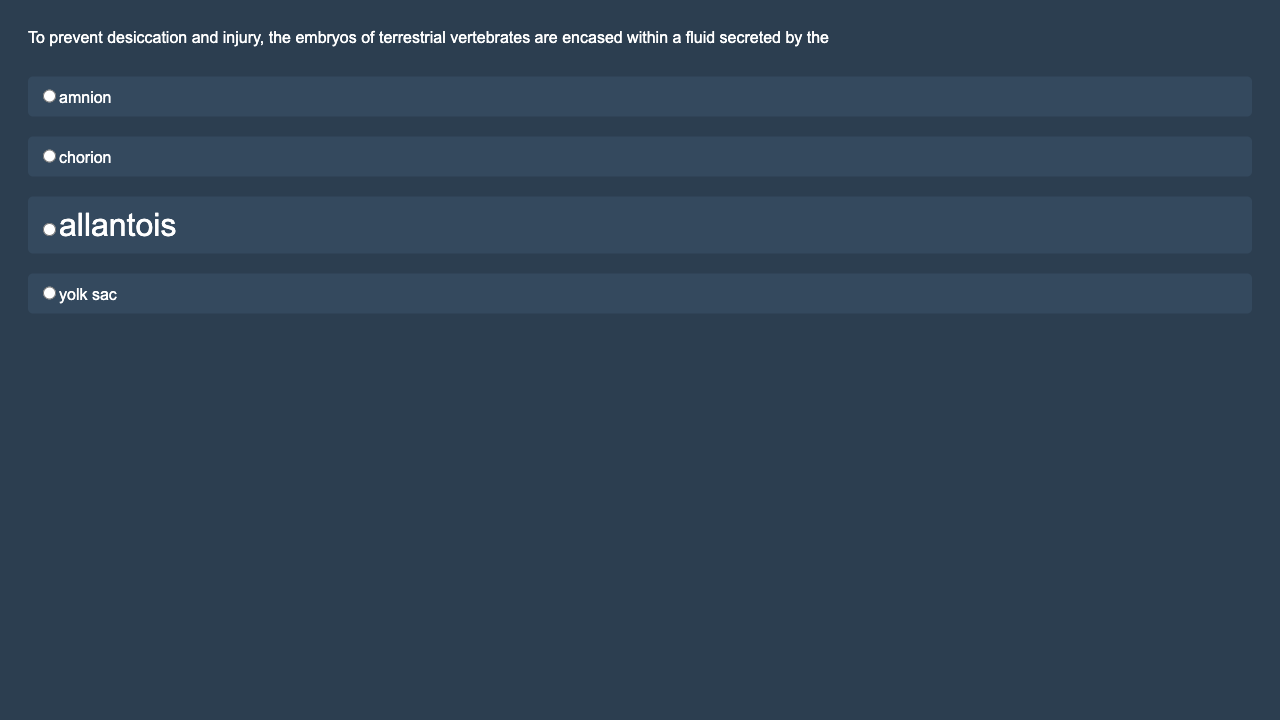 To prevent desiccation and injury, the embryos of terrestrial vertebrates are encased within a fluid secreted by the
amnion
chorion
allantois
yolk sac